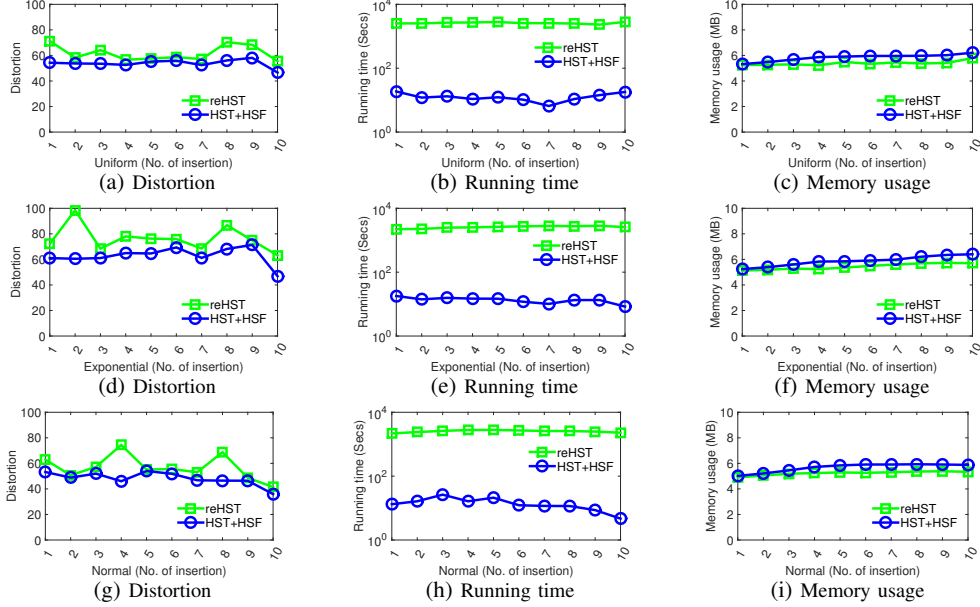 100
80
60
40
20
0
Distortion
reHST
HST+HSF
1 2 3 4 5 6 7 8 9 10
Uniform (No. of insertion)
(a) Distortion
10^4
10^2
10^0
Running time (Secs)
reHST
HST+HSF
1 2 3 4 5 6 7 8 9 10
Uniform (No. of insertion)
(b) Running time
10
8
6
4
2
0
Memory usage (MB)
reHST
HST+HSF
1 2 3 4 5 6 7 8 9 10
Uniform (No. of insertion)
(c) Memory usage
100
80
60
40
20
0
Distortion
reHST
HST+HSF
1 2 3 4 5 6 7 8 9 10
Exponential (No. of insertion)
(d) Distortion
10^4
10^2
10^0
Running time (Secs)
reHST
HST+HSF
1 2 3 4 5 6 7 8 9 10
Exponential (No. of insertion)
(e) Running time
10
8
6
4
2
0
Memory usage (MB)
reHST
HST+HSF
1 2 3 4 5 6 7 8 9 10
Exponential (No. of insertion)
(f) Memory usage
100
80
60
40
20
0
Distortion
reHST
HST+HSF
1 2 3 4 5 6 7 8 9 10
Normal (No. of insertion)
(g) Distortion
10^4
10^2
10^0
Running time (Secs)
reHST
HST+HSF
1 2 3 4 5 6 7 8 9 10
Normal (No. of insertion)
(h) Running time
10
8
6
4
2
0
Memory usage (MB)
reHST
HST+HSF
1 2 3 4 5 6 7 8 9 10
Normal (No. of insertion)
(i) Memory usage